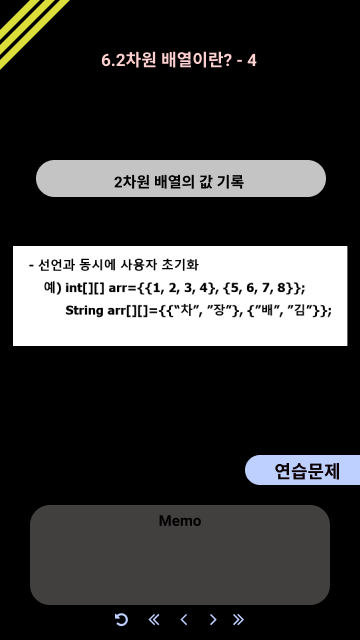 6.2차원 배열이란? - 4
2차원 배열의 값 기록
- 선언과 동시에 사용자 초기화
예) int[][] arr={{1, 2, 3, 4}, {5, 6, 7, 8}};
String arr[][]={{“차”, ”장”}, {”배”, ”김”}};
연습문제
Memo